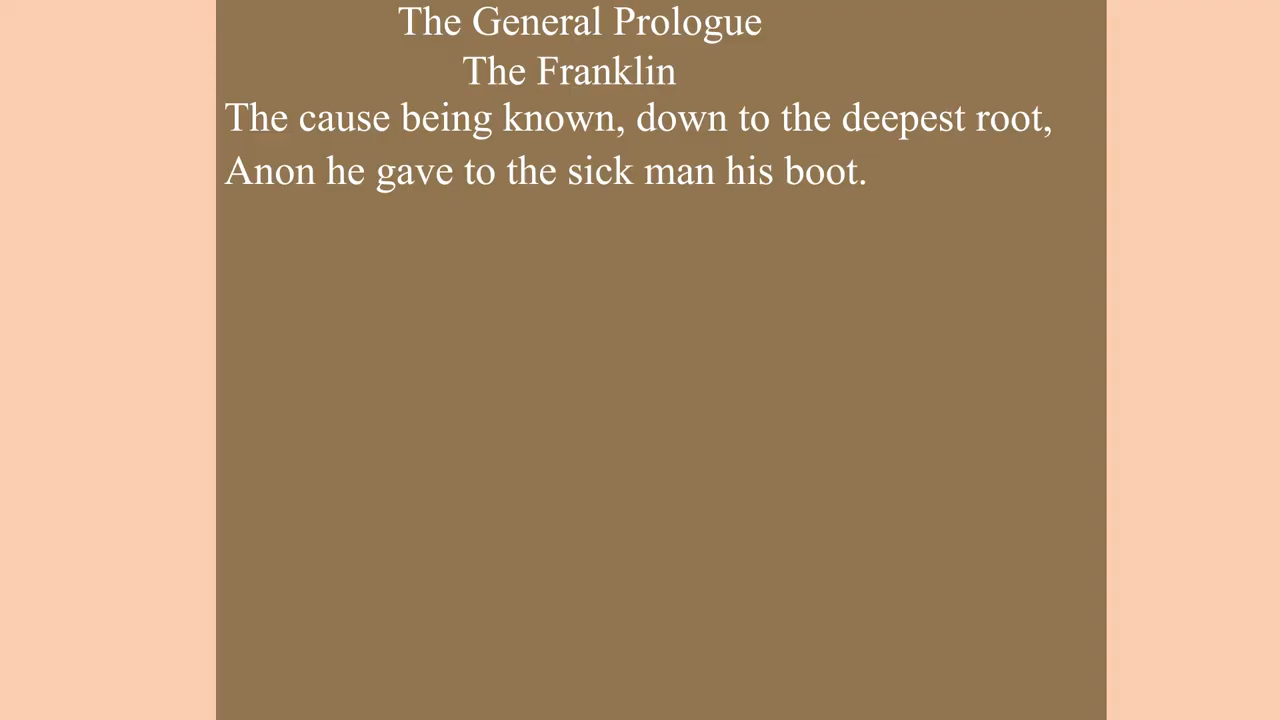 The General Prologue
The Franklin
The cause being known, down to the deepest root,
Anon he gave to the sick man his boot.